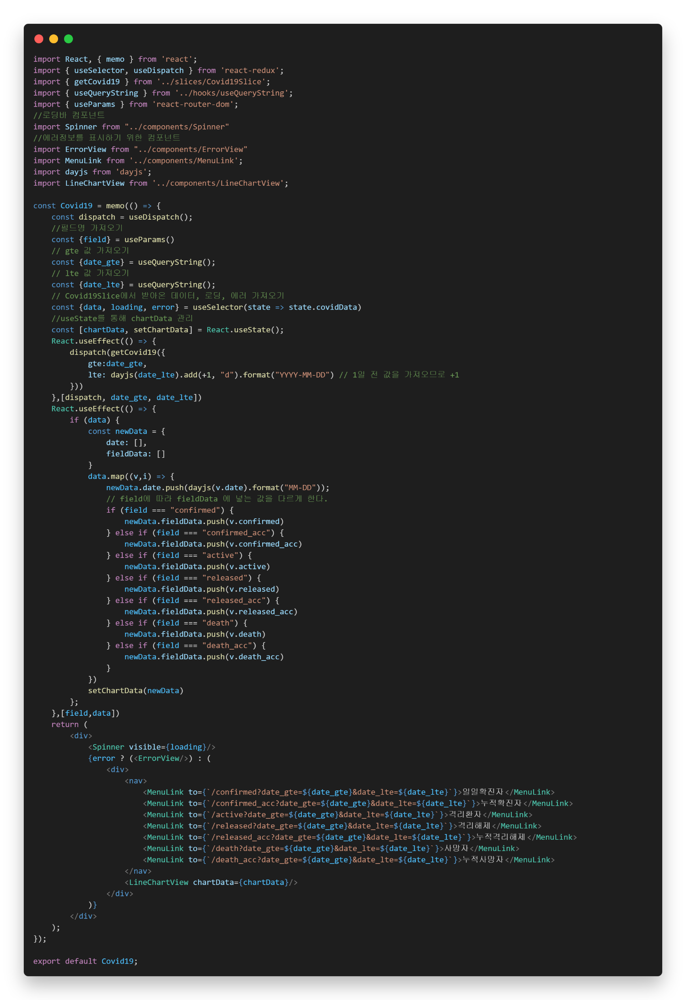 import React, { memo } from 'react';
import { useSelector, useDispatch } from 'react-redux';
import { getCovid19 } from '../slices/Covid19Slice';
import { useQueryString } from '../hooks/useQueryString';
import { useParams } from 'react-router-dom';
//로딩바 컴포넌트
import Spinner from "../components/Spinner"
//에러정보를 표시하기 위한 컴포넌트
import ErrorView from "../components/ErrorView"
import MenuLink from '../components/MenuLink';
import dayjs from 'dayjs';
import LineChartView from '../components/LineChartView';

const Covid19 = memo(() => {
    const dispatch = useDispatch();
    //필드명 가져오기
    const {field} = useParams()
    // gte 값 가져오기
    const {date_gte} = useQueryString();
    // lte 값 가져오기
    const {date_lte} = useQueryString();
    // Covid19Slice에서 받아온 데이터, 로딩, 에러 가져오기
    const {data, loading, error} = useSelector(state => state.covidData)
    //useState를 통해 chartData 관리
    const [chartData, setChartData] = React.useState();
    React.useEffect(() => {
        dispatch(getCovid19({
            gte:date_gte,
            lte: dayjs(date_lte).add(+1, "d").format("YYYY-MM-DD") // 1일 전 값을 가져오므로 +1
        }))
    },[dispatch, date_gte, date_lte])
    React.useEffect(() => {
        if (data) {
            const newData = {
                date: [],
                fieldData: []
            }
            data.map((v,i) => {
                newData.date.push(dayjs(v.date).format("MM-DD"));
                // field에 따라 fieldData 에 넣는 값을 다르게 한다.
                if (field === "confirmed") {
                    newData.fieldData.push(v.confirmed)
                } else if (field === "confirmed_acc") {
                    newData.fieldData.push(v.confirmed_acc)
                } else if (field === "active") {
                    newData.fieldData.push(v.active)
                } else if (field === "released") {
                    newData.fieldData.push(v.released)
                } else if (field === "released_acc") {
                    newData.fieldData.push(v.released_acc)
                } else if (field === "death") {
                    newData.fieldData.push(v.death)
                } else if (field === "death_acc") {
                    newData.fieldData.push(v.death_acc)
                }
            })
            setChartData(newData)
        };
    },[field,data])
    return (
        <div>
            <Spinner visible={loading}/>
            {error ? (<ErrorView/>) : (
                <div>
                    <nav>
                        <MenuLink to={`/confirmed?date_gte=${date_gte}&date_lte=${date_lte}`}>일일확진자</MenuLink>
                        <MenuLink to={`/confirmed_acc?date_gte=${date_gte}&date_lte=${date_lte}`}>누적확진자</MenuLink>
                        <MenuLink to={`/active?date_gte=${date_gte}&date_lte=${date_lte}`}>격리환자</MenuLink>
                        <MenuLink to={`/released?date_gte=${date_gte}&date_lte=${date_lte}`}>격리해제</MenuLink>
                        <MenuLink to={`/released_acc?date_gte=${date_gte}&date_lte=${date_lte}`}>누적격리해제</MenuLink>
                        <MenuLink to={`/death?date_gte=${date_gte}&date_lte=${date_lte}`}>사망자</MenuLink>
                        <MenuLink to={`/death_acc?date_gte=${date_gte}&date_lte=${date_lte}`}>누적사망자</MenuLink>
                    </nav>
                    <LineChartView chartData={chartData}/>
                </div>
            )}
        </div>
    );
});

export default Covid19;